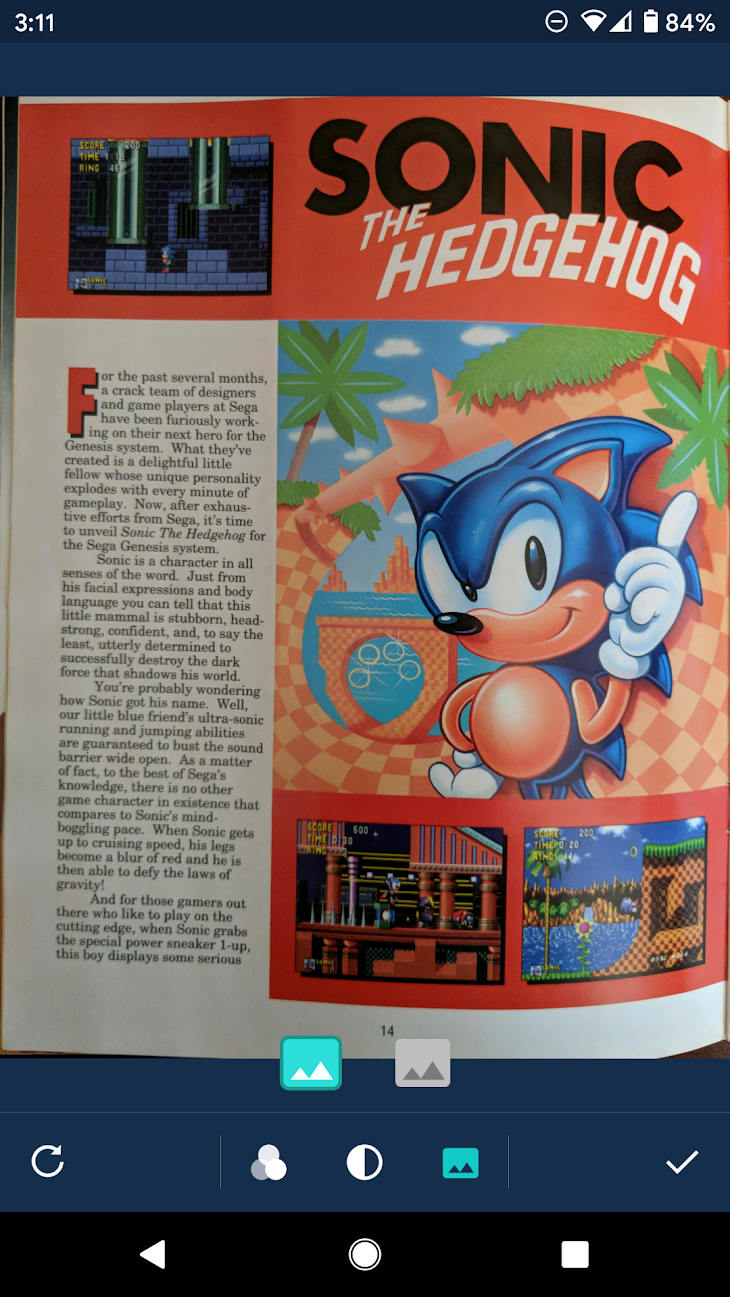 3:11
84%
SCORE 200
TIME 1:19
RING
SONIC
SONIC
THE
HEDGEHOG
For the past several months,
a crack team of designers
and game players at Sega
have been furiously work-
ing on their next hero for the
Genesis system. What they've
created is a delightful little
fellow whose unique personality
explodes with every minute of
gameplay. Now, after exhaus-
tive efforts from Sega, it's time
to unveil Sonic The Hedgehog for
the Sega Genesis system.
Sonic is a character in all
senses of the word. Just from
his facial expressions and body
language you can tell that this
little mammal is stubborn, head-
strong, confident, and, to say the
least, utterly determined to
successfully destroy the dark
force that shadows his world.
You're probably wondering
how Sonic got his name. Well,
our little blue friend's ultra-sonic
running and jumping abilities
are guaranteed to bust the sound
barrier wide open. As a matter
of fact, to the best of Sega's
knowledge, there is no other
game character in existence that
compares to Sonic's mind-
boggling pace. When Sonic gets
up to cruising speed, his legs
become a blur of red and he is
then able to defy the laws of
gravity!
And for those gamers out
there who like to play on the
cutting edge, when Sonic grabs
the special power sneaker 1-up,
this boy displays some serious
SCORE 500
TIME 0:30
RING
SONIC
SCORE 200
TIME 0:20
RING
SONIC
14